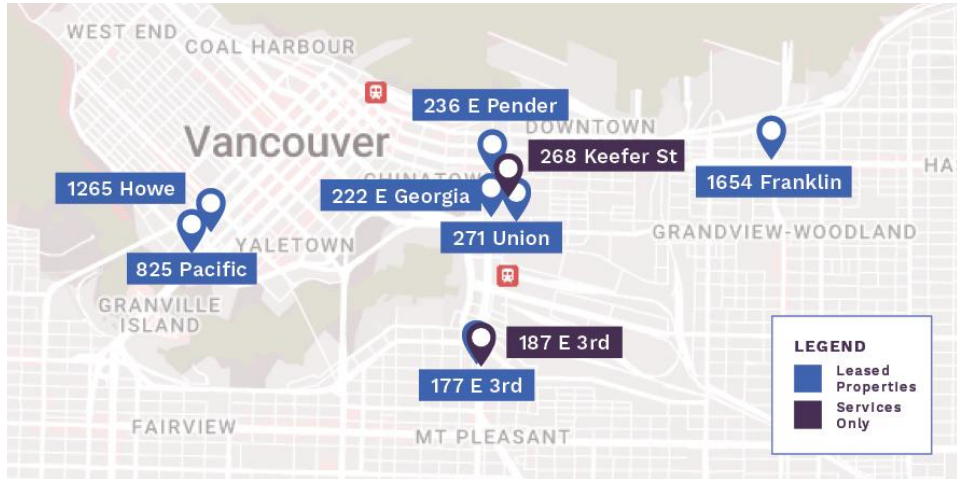 WEST END
COAL HARBOUR
236 E Pender
DOWNTOWN
Vancouver
268 Keefer St
1265 Howe
222 E Georgia
1654 Franklin
271 Union
YALETOWN
GRANDVIEW-WOODLAND
825 Pacific
GRANVILLE
ISLAND
187 E 3rd
177 E 3rd
LEGEND
Leased
Properties
Services
Only
FAIRVIEW
MT PLEASANT